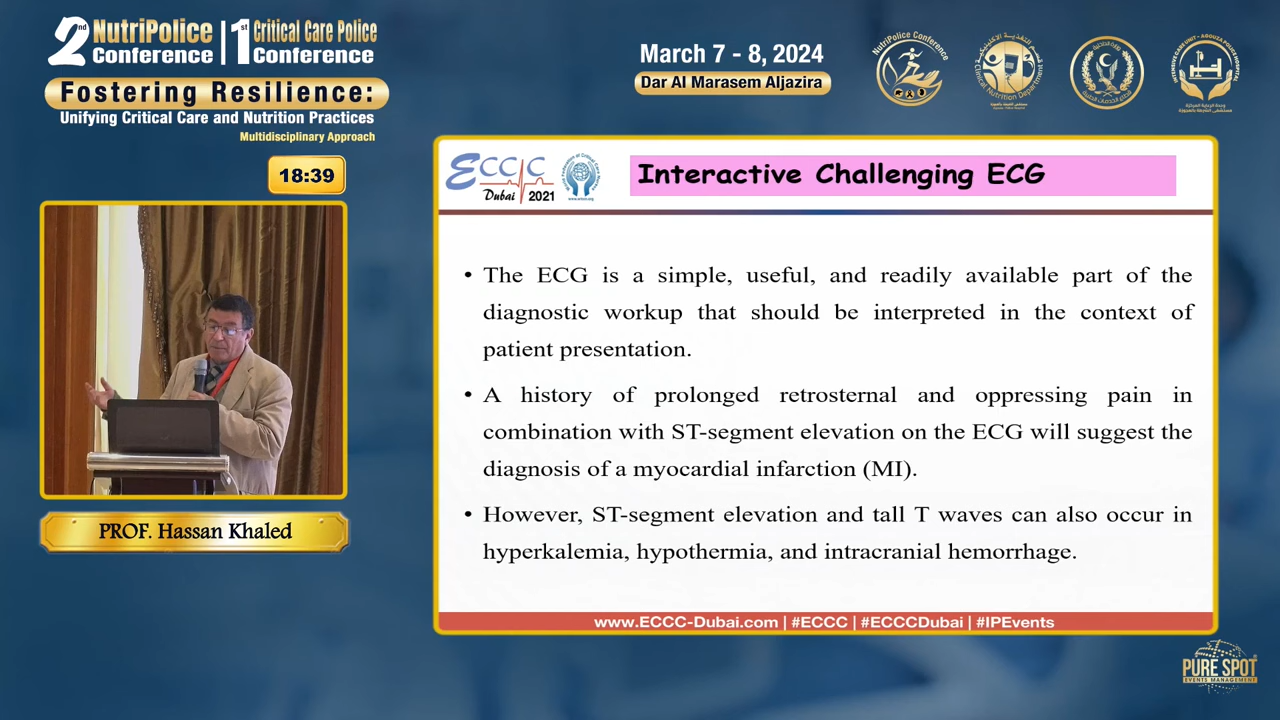 2nd NutriPolice Conference | 1st Critical Care Police Conference
Fostering Resilience:
Unifying Critical Care and Nutrition Practices
Multidisciplinary Approach
March 7 - 8, 2024
Dar Al Marasem Aljazira
NutriPolice Conference
18:39
PROF. Hassan Khaled
ECCC
Dubai 2021
Interactive Challenging ECG
• The ECG is a simple, useful, and readily available part of the
diagnostic workup that should be interpreted in the context of
patient presentation.
• A history of prolonged retrosternal and oppressing pain in
combination with ST-segment elevation on the ECG will suggest the
diagnosis of a myocardial infarction (MI).
• However, ST-segment elevation and tall T waves can also occur in
hyperkalemia, hypothermia, and intracranial hemorrhage.
www.ECCC-Dubai.com | #ECCC | #ECCCDubai | #IPEvents
PURE SPOT
EVENTS MANAGEMENT